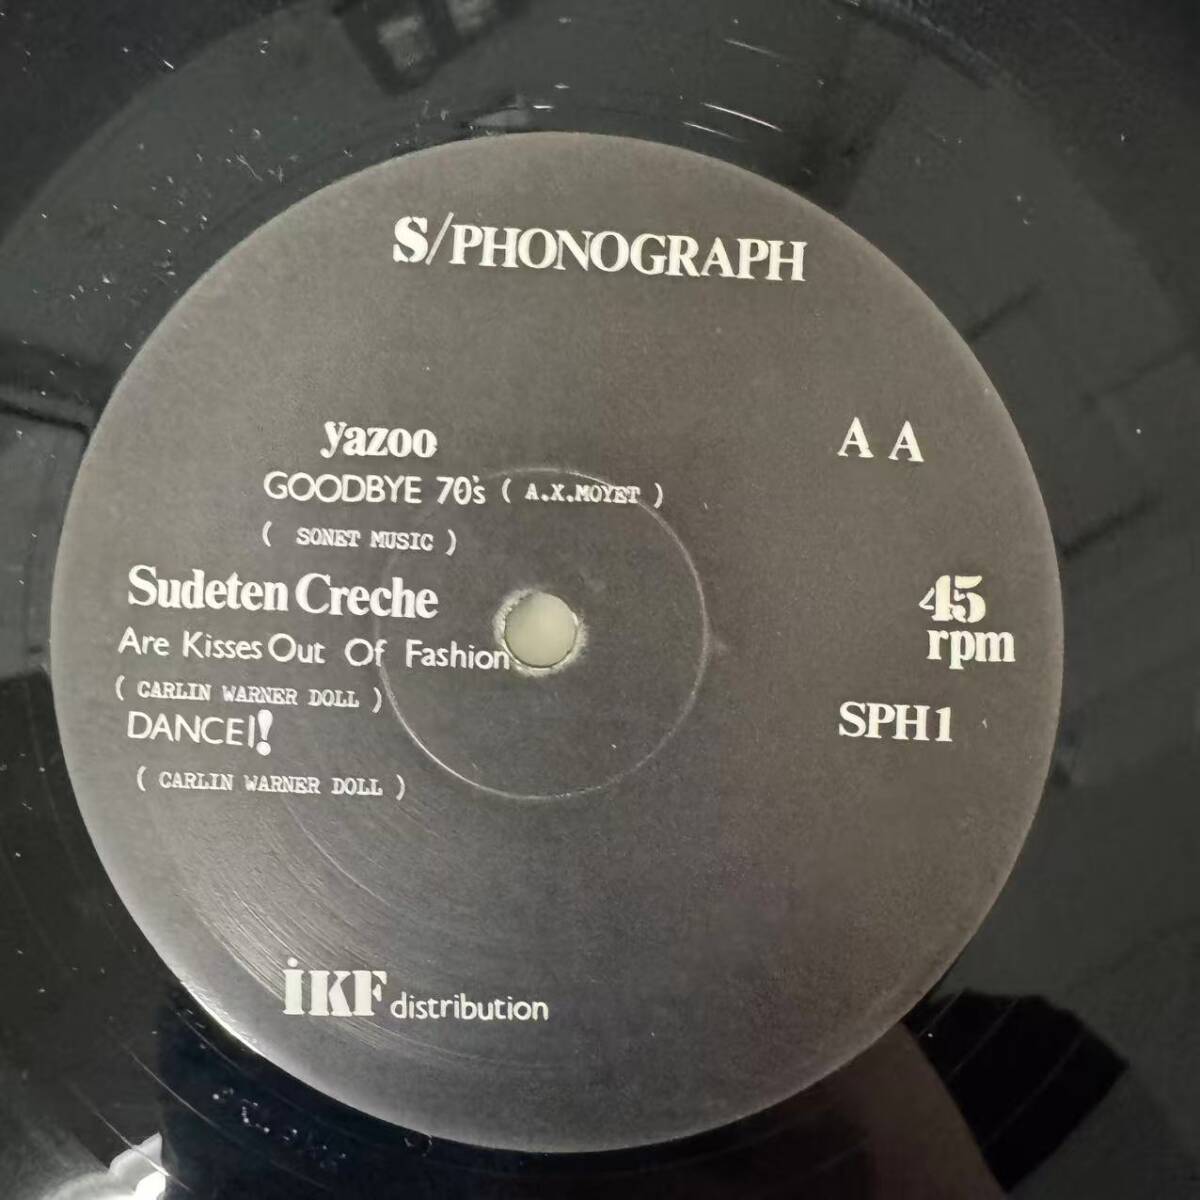 S/PHONOGRAPH
yazoo
A A
GOODBYE 70's ( A.X.MOYET )
( SONET MUSIC )
Sudeten Creche
45
rpm
Are Kisses Out Of Fashion
( CARLIN WARNER DOLL )
SPH1
DANCE!!
( CARLIN WARNER DOLL )
iKF distribution